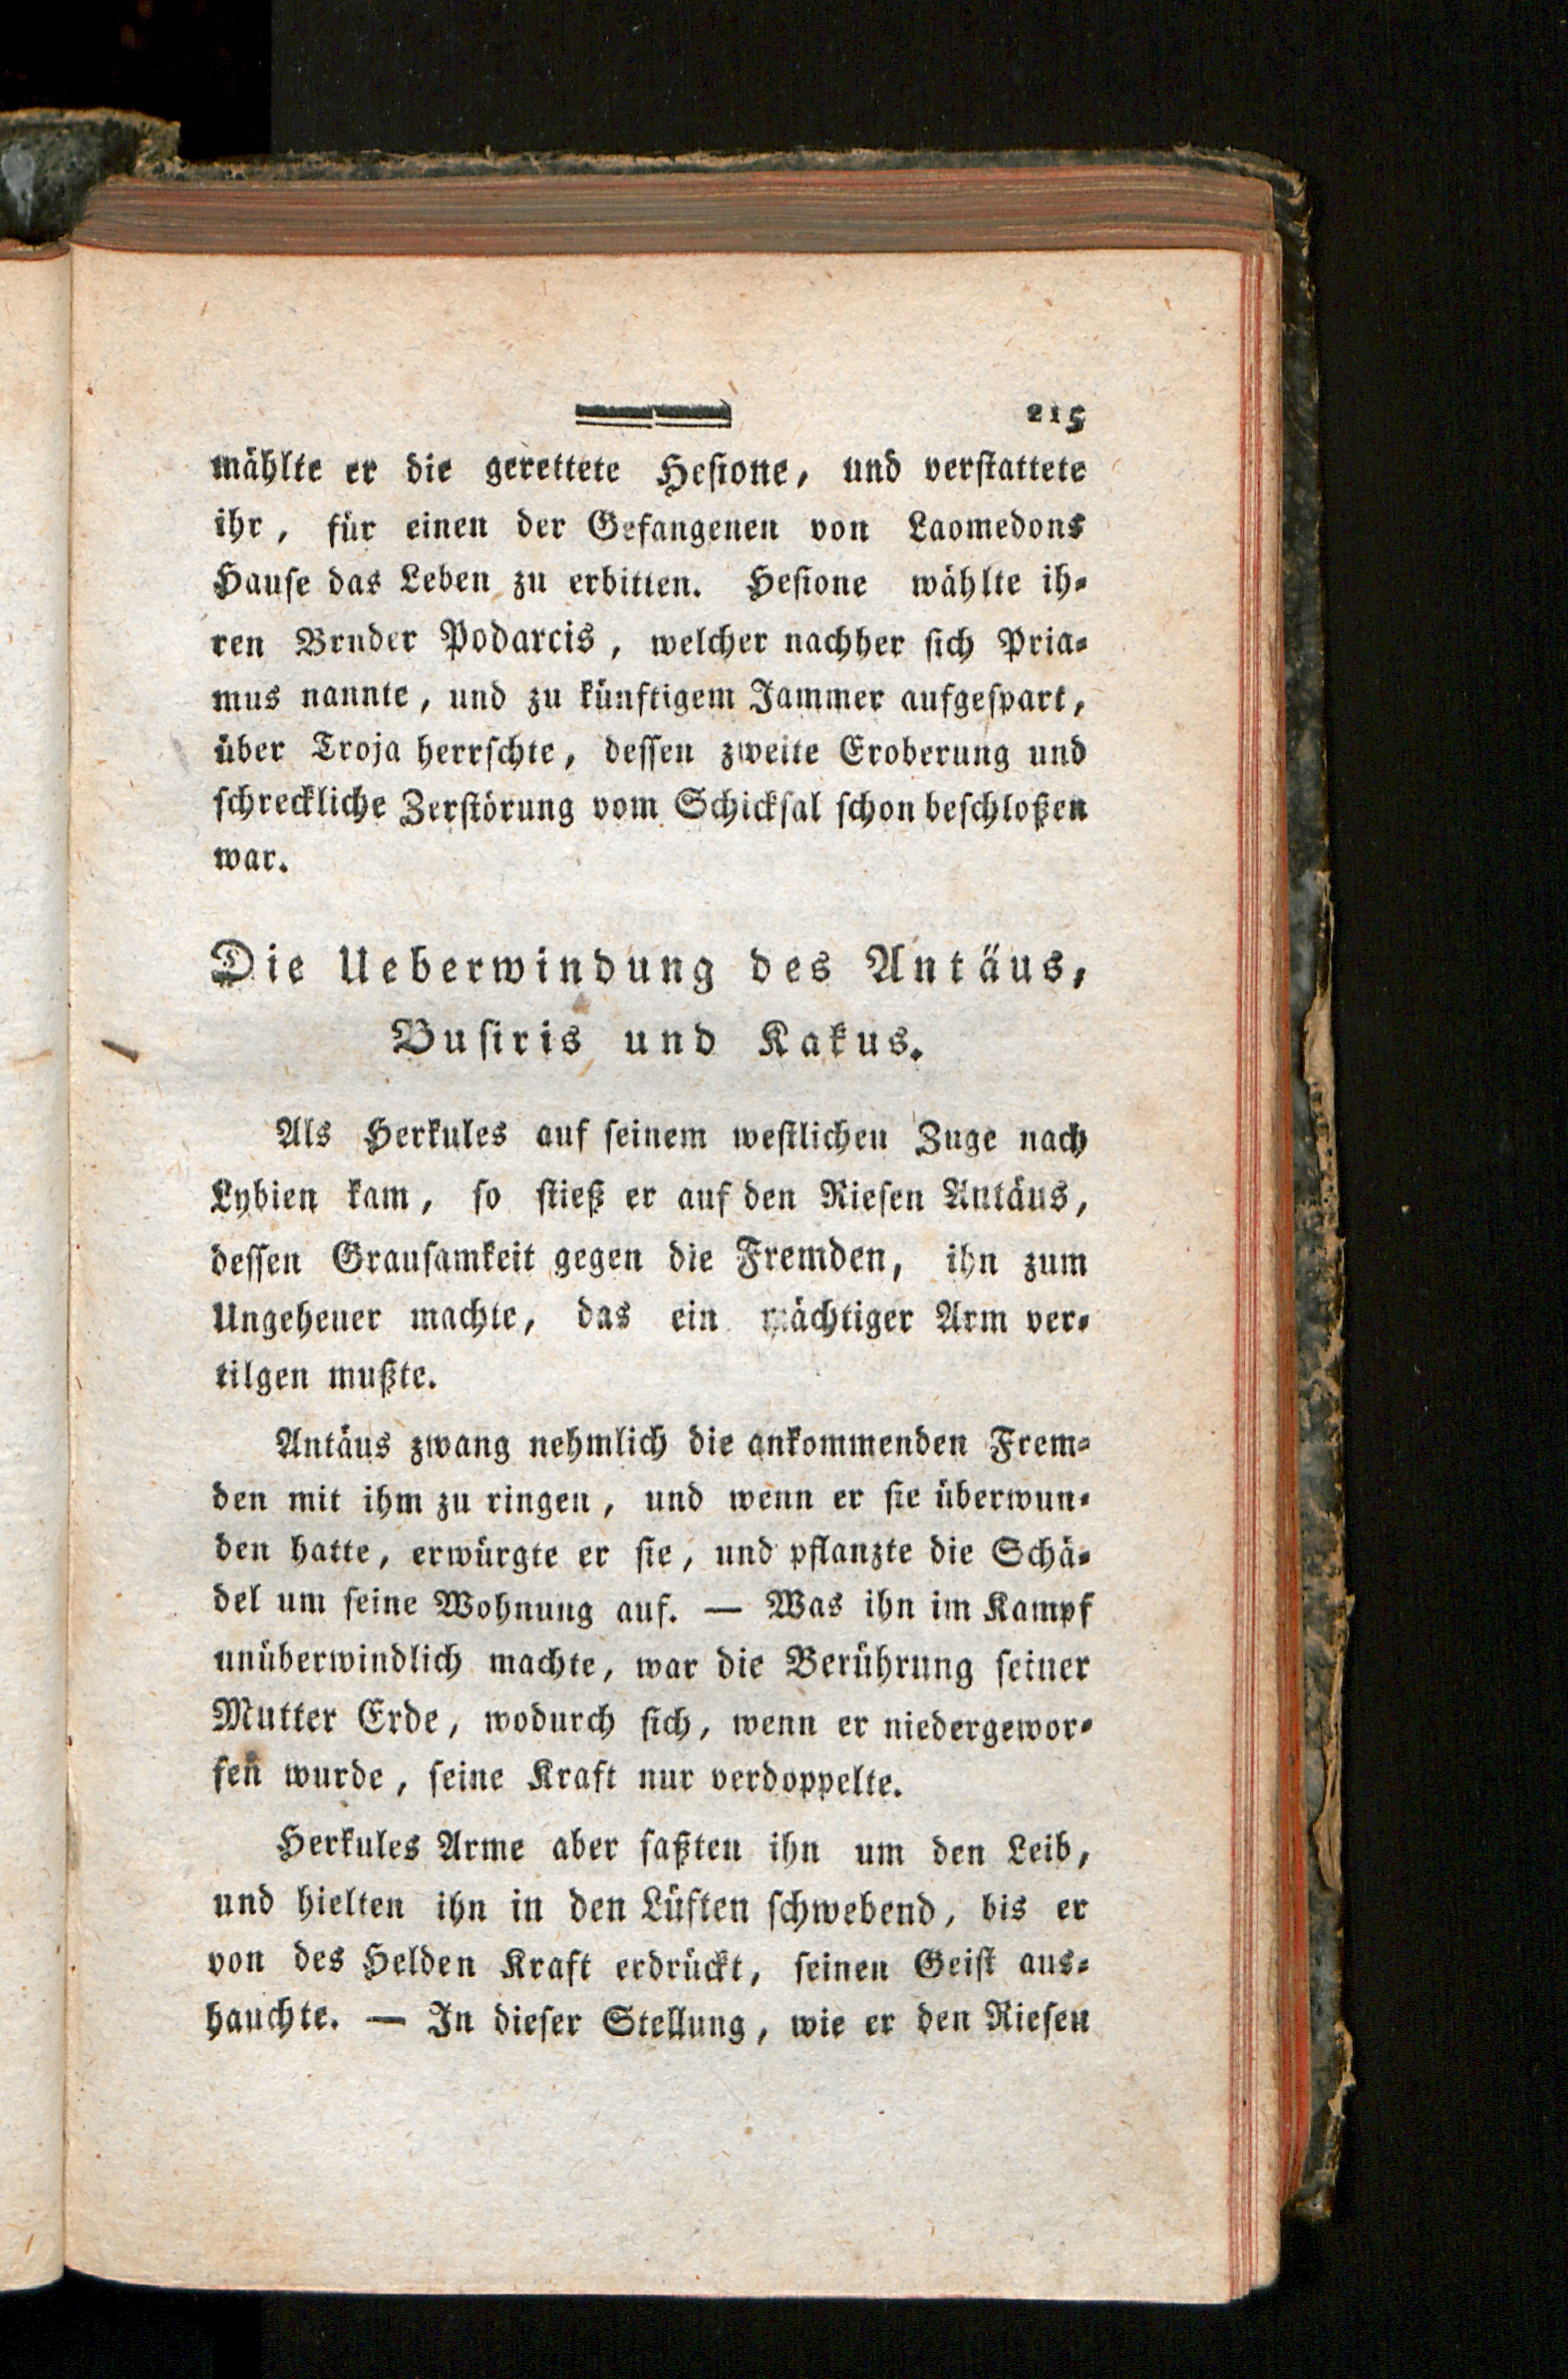 215
mählte er die gerettete Heſione, und verſtattete
ihr, für einen der Gefangenen von Laomedons
Hauſe das Leben zu erbitten. Heſione wählte ih⸗
ren Bruder Podarcis, welcher nachher ſich Pria⸗
mus nannte, und zu künftigem Jammer aufgeſpart,
über Troja herrſchte, deſſen zweite Eroberung und
ſchreckliche Zerſtörung vom Schickſal ſchon beſchloßen
war.
Die Ueberwindung des Antäus,
Buſiris und Kakus.
Als Herkules auf ſeinem weſtlichen Zuge nach
Lybien kam, ſo ſtieß er auf den Rieſen Antäus,
deſſen Grauſamkeit gegen die Fremden, ihn zum
Ungeheuer machte, das ein mächtiger Arm ver⸗
tilgen mußte.
Antäus zwang nehmlich die ankommenden Frem⸗
den mit ihm zu ringen, und wenn er ſie überwun⸗
den hatte, erwürgte er ſie, und pflanzte die Schä⸗
del um ſeine Wohnung auf. — Was ihn im Kampf
unüberwindlich machte, war die Berührung ſeiner
Mutter Erde, wodurch ſich, wenn er niedergewor⸗
fen wurde, ſeine Kraft nur verdoppelte.
Herkules Arme aber faßten ihn um den Leib,
und hielten ihn in den Lüften ſchwebend, bis er
von des Helden Kraft erdrückt, ſeinen Geiſt aus⸗
hauchte. — In dieſer Stellung, wie er den Rieſen